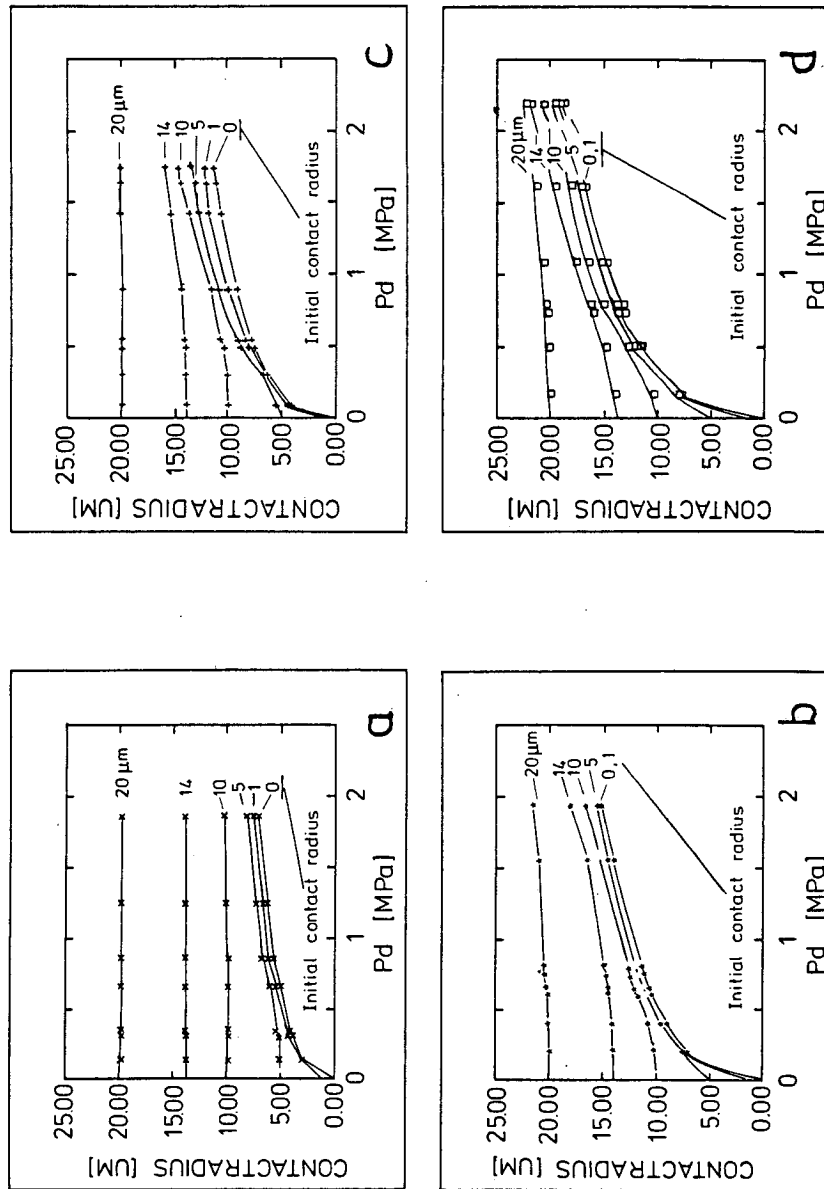 CONTACTRADIUS [UM]
25.00
20.00
15.00
10.00
5.00
0.00
20 µm
14
10
5
1
0
Initial contact radius
0
1
2
Pd [MPa]
a
CONTACTRADIUS [UM]
25.00
20.00
15.00
10.00
5.00
0.00
20 µm
14
10
5
1
0
Initial contact radius
0
1
2
Pd [MPa]
c
CONTACTRADIUS [UM]
25.00
20.00
15.00
10.00
5.00
0.00
20 µm
14
10
5
0,1
Initial contact radius
0
1
2
Pd [MPa]
b
CONTACTRADIUS [UM]
25.00
20.00
15.00
10.00
5.00
0.00
20 µm
14
10
5
0,1
Initial contact radius
0
1
2
Pd [MPa]
d